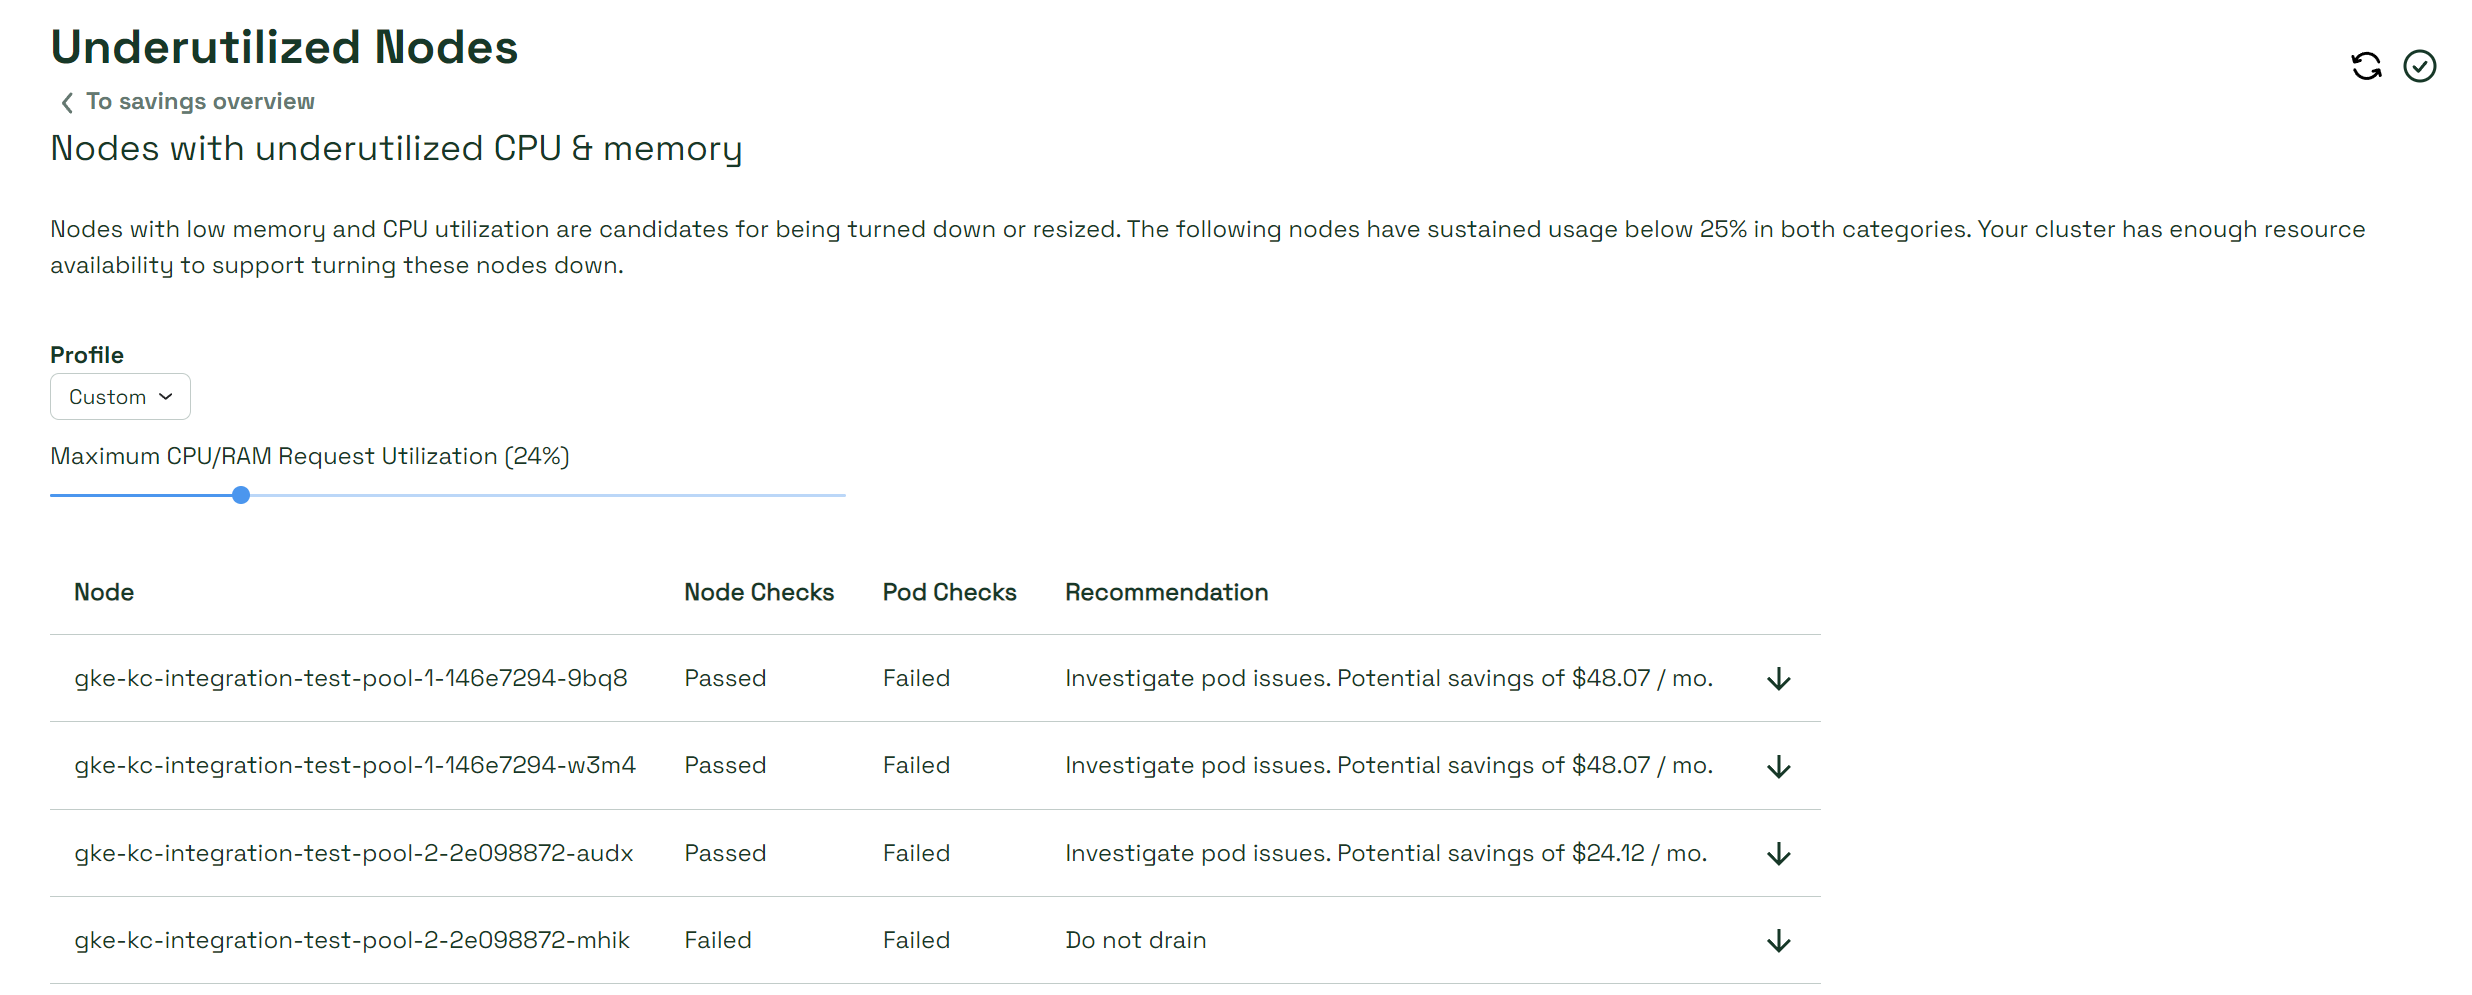 Underutilized Nodes
To savings overview
Nodes with underutilized CPU & memory
Nodes with low memory and CPU utilization are candidates for being turned down or resized. The following nodes have sustained usage below 25% in both categories. Your cluster has enough resource
availability to support turning these nodes down.
Profile
Custom
Maximum CPU/RAM Request Utilization (24%)
Node Node Checks Pod Checks Recommendation
gke-kc-integration-test-pool-1-146e7294-9bq8 Passed Failed Investigate pod issues. Potential savings of $48.07 / mo.
gke-kc-integration-test-pool-1-146e7294-w3m4 Passed Failed Investigate pod issues. Potential savings of $48.07 / mo.
gke-kc-integration-test-pool-2-2e098872-audx Passed Failed Investigate pod issues. Potential savings of $24.12 / mo.
gke-kc-integration-test-pool-2-2e098872-mhik Failed Failed Do not drain